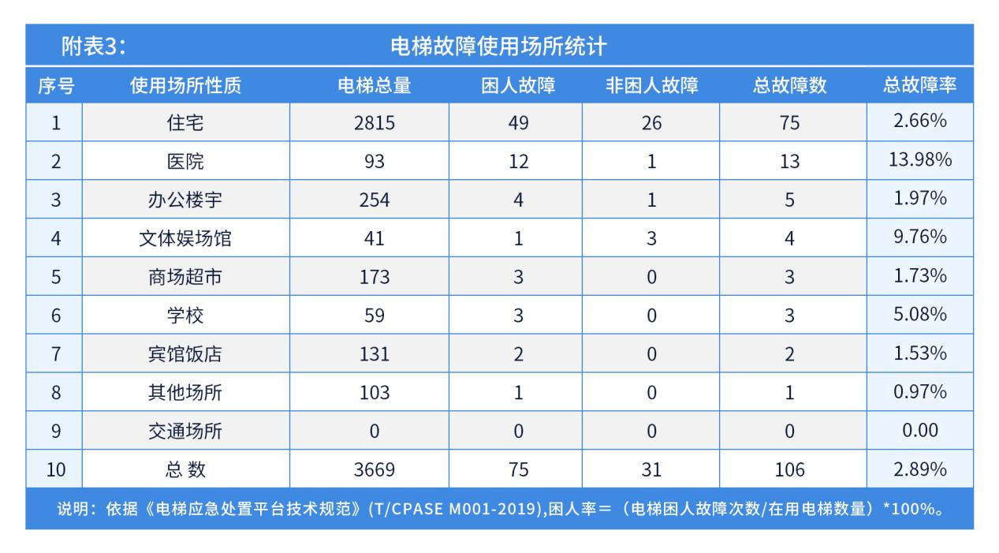 附表3： 电梯故障使用场所统计
序号 使用场所性质 电梯总量 困人故障 非困人故障 总故障数 总故障率
1 住宅 2815 49 26 75 2.66%
2 医院 93 12 1 13 13.98%
3 办公楼宇 254 4 1 5 1.97%
4 文体娱场馆 41 1 3 4 9.76%
5 商场超市 173 3 0 3 1.73%
6 学校 59 3 0 3 5.08%
7 宾馆饭店 131 2 0 2 1.53%
8 其他场所 103 1 0 1 0.97%
9 交通场所 0 0 0 0 0.00
10 总 数 3669 75 31 106 2.89%
说明：依据《电梯应急处置平台技术规范》(T/CPASE M001-2019),困人率＝（电梯困人故障次数/在用电梯数量）*100%。